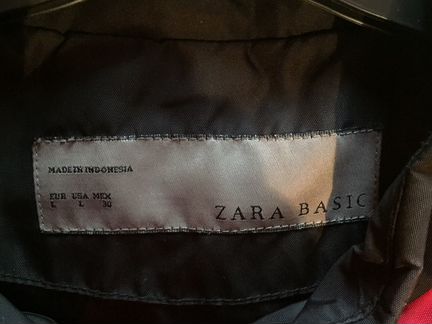 MADE IN INDONESIA
EUR USA MEX
L L 30
ZARA BASIC